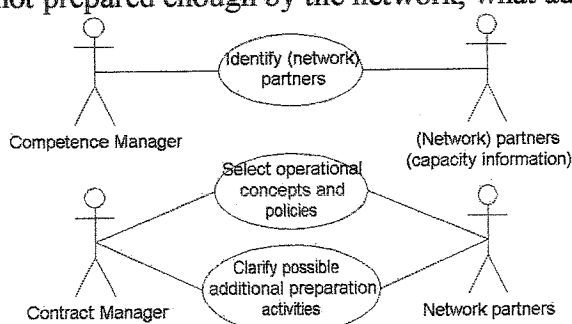 not prepared enough by the network, what
Identify (network)
partners
Competence Manager
(Network) partners
(capacity information)
Select operational
concepts and
policies
Clarify possible
additional preparation
activities
Contract Manager
Network partners